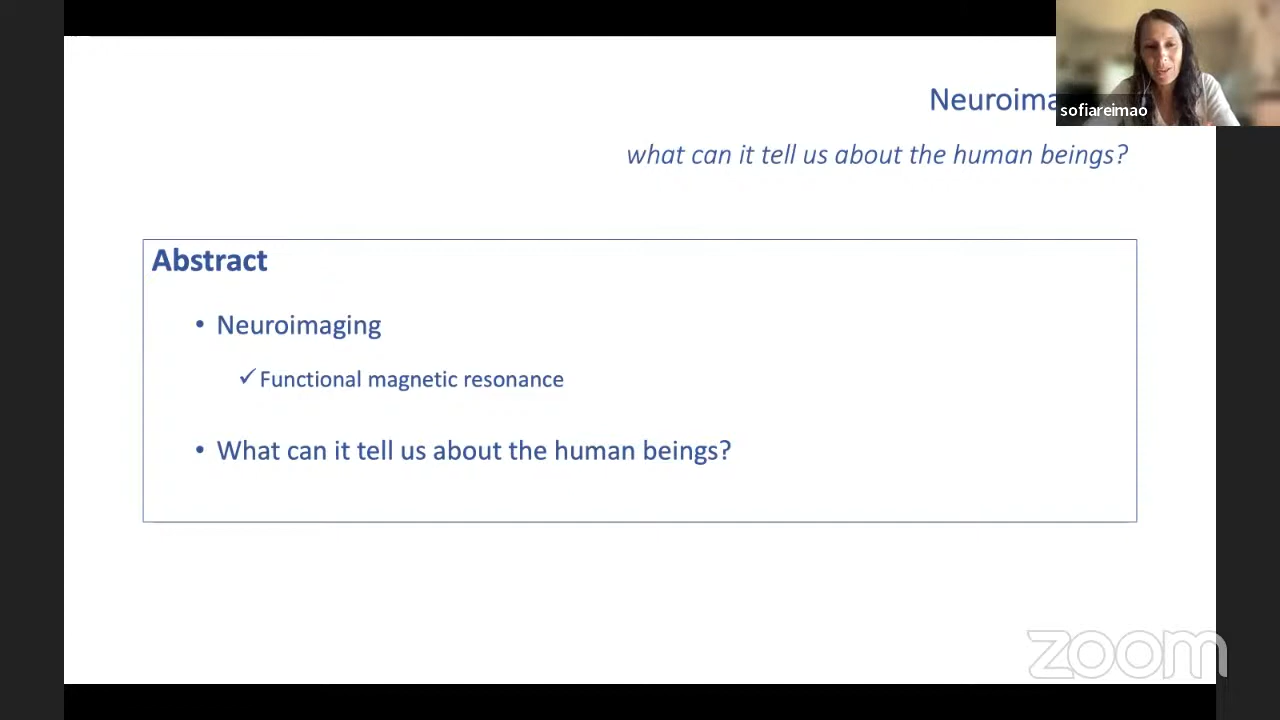 Neuroima
sofiareimao
what can it tell us about the human beings?
Abstract
• Neuroimaging
✓ Functional magnetic resonance
• What can it tell us about the human beings?
zoom